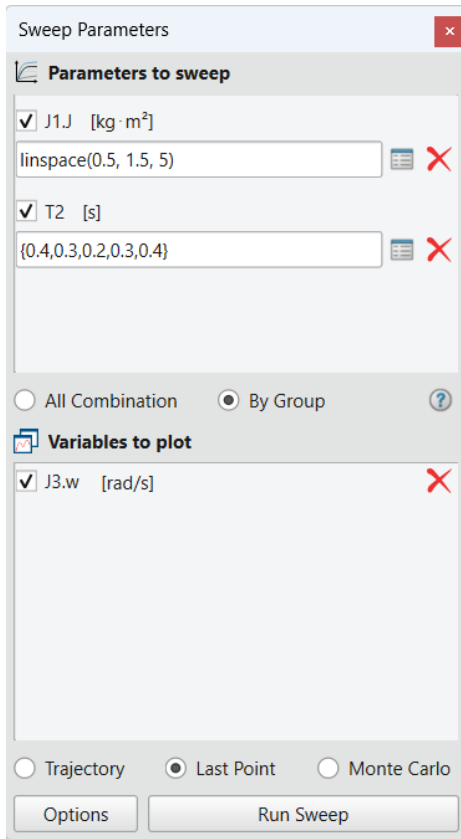 Sweep Parameters
Parameters to sweep
J1.J [kg·m²]
linspace(0.5, 1.5, 5)
T2 [s]
{0.4,0.3,0.2,0.3,0.4}
All Combination By Group ?
Variables to plot
J3.w [rad/s]
Trajectory Last Point Monte Carlo
Options Run Sweep